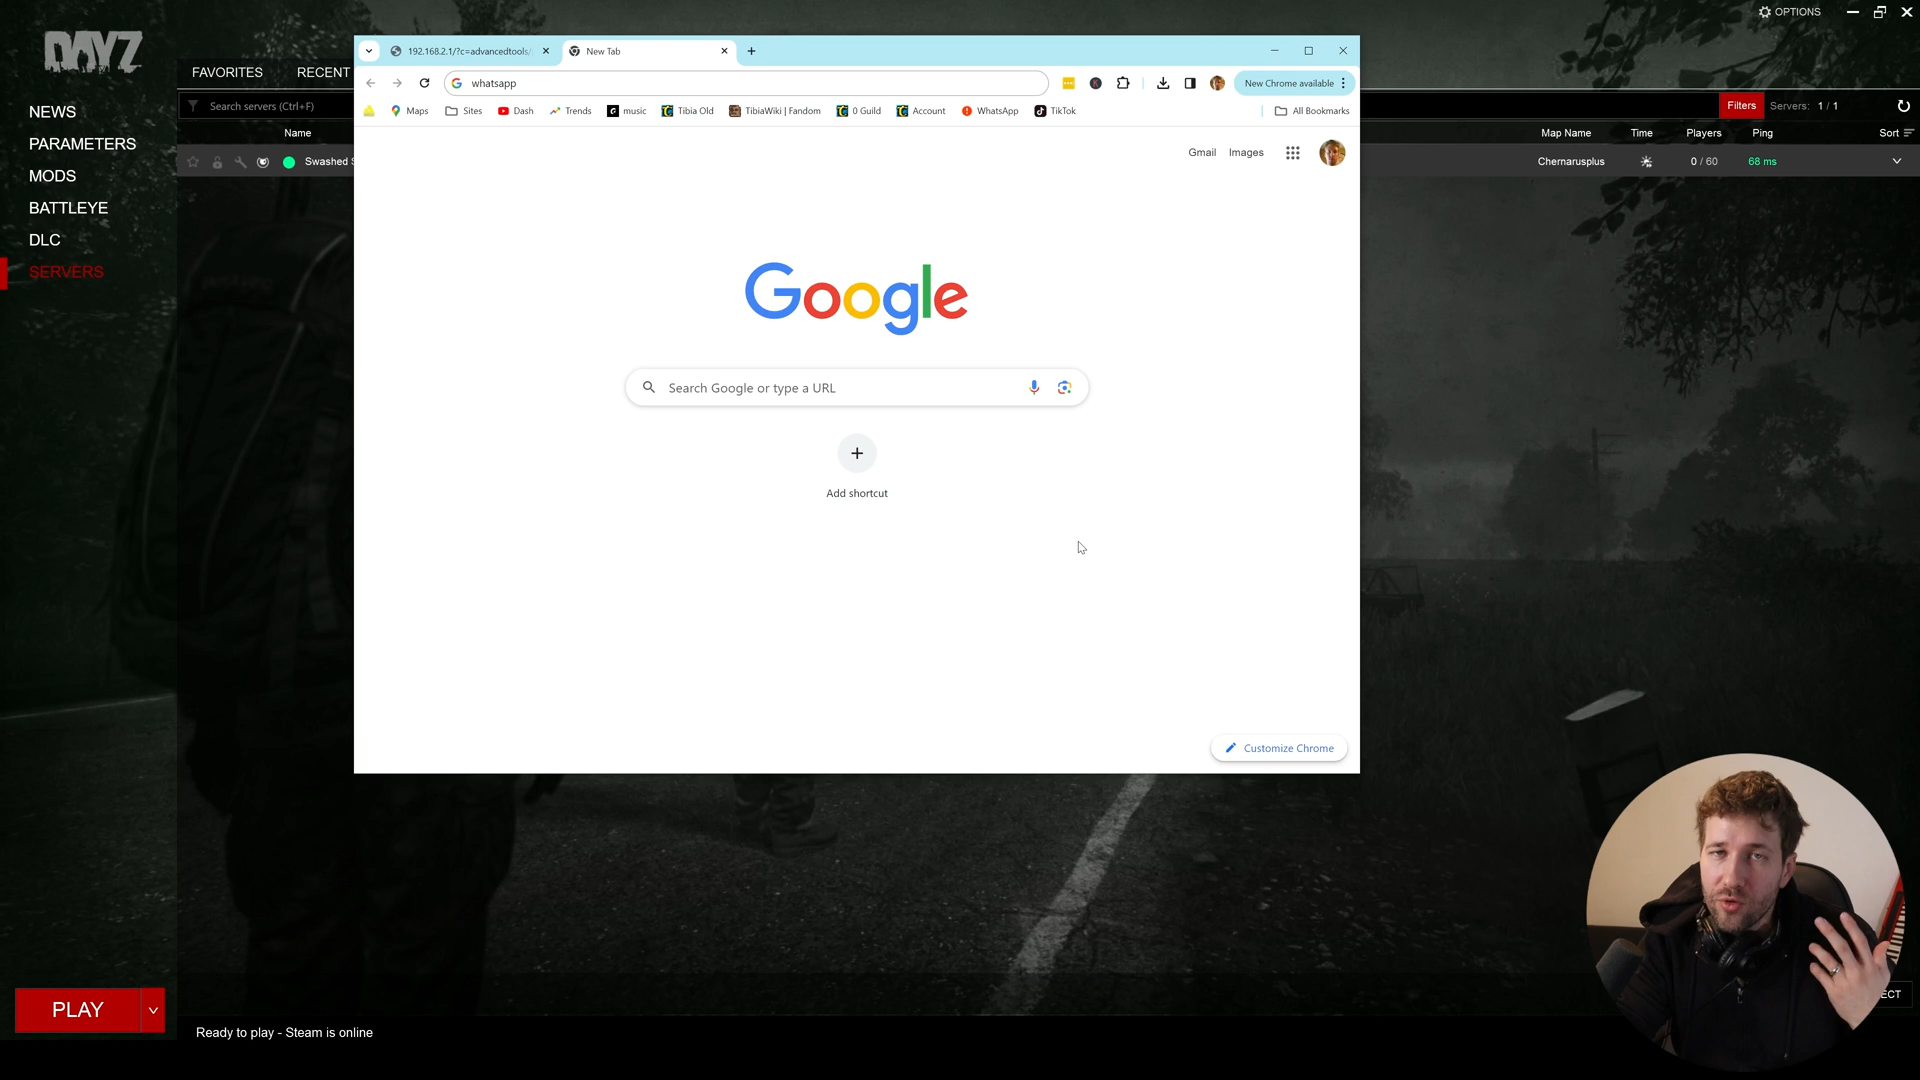 OPTIONS
DAYZ
192.168.2.1/?c=advancedtools/
New Tab
FAVORITES
RECENT
whatsapp
New Chrome available
Maps
Sites
Dash
Trends
music
Tibia Old
TibiaWiki | Fandom
0 Guild
Account
WhatsApp
TikTok
All Bookmarks
NEWS
PARAMETERS
MODS
BATTLEYE
DLC
SERVERS
Search servers (Ctrl+F)
Filters
Servers: 1 / 1
Name
Map Name
Time
Players
Ping
Sort
Swashed S
Chernarusplus
0 / 60
68 ms
Gmail
Images
Google
Search Google or type a URL
Add shortcut
Customize Chrome
PLAY
Ready to play - Steam is online
ECT